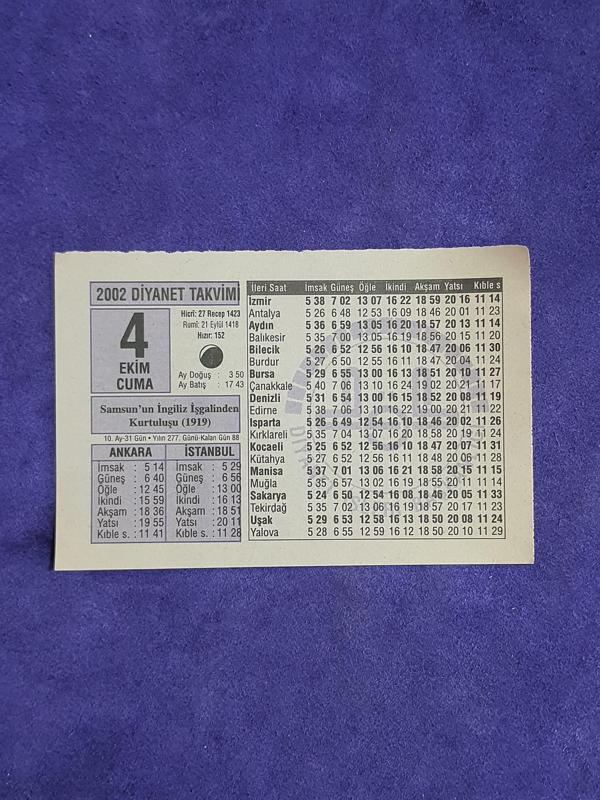 2002 DİYANET TAKVİMİ
4
EKİM
CUMA
Hicrî: 27 Recep 1423
Rumî: 21 Eylül 1418
Hızır: 152
Ay Doğuş : 3 50
Ay Batış : 17 43
Samsun'un İngiliz İşgalinden
Kurtuluşu (1919)
10. Ay-31 Gün • Yılın 277. Günü-Kalan Gün 88
ANKARA
İmsak : 5 14
Güneş : 6 40
Öğle : 12 45
İkindi : 15 59
Akşam : 18 36
Yatsı : 19 55
Kıble s. : 11 41
İSTANBUL
İmsak : 5 29
Güneş : 6 56
Öğle : 13 00
İkindi : 16 13
Akşam : 18 51
Yatsı : 20 11
Kıble s. : 11 28
İleri Saat İmsak Güneş Öğle İkindi Akşam Yatsı Kıble s
İzmir 5 38 7 02 13 07 16 22 18 59 20 16 11 14
Antalya 5 26 6 48 12 53 16 09 18 46 20 01 11 23
Aydın 5 36 6 59 13 05 16 20 18 57 20 13 11 14
Balıkesir 5 35 7 00 13 05 16 19 18 56 20 14 11 19
Bilecik 5 26 6 52 12 56 16 10 18 47 20 06 11 30
Burdur 5 27 6 50 12 55 16 11 18 47 20 04 11 24
Bursa 5 29 6 55 13 00 16 13 18 51 20 10 11 27
Çanakkale 5 40 7 06 13 10 16 24 19 02 20 21 11 17
Denizli 5 31 6 54 13 00 16 15 18 52 20 08 11 19
Edirne 5 38 7 06 13 10 16 22 19 00 20 21 11 22
Isparta 5 26 6 49 12 54 16 10 18 46 20 02 11 26
Kırklareli 5 35 7 04 13 07 16 20 18 58 20 19 11 24
Kocaeli 5 25 6 52 12 56 16 10 18 47 20 07 11 31
Kütahya 5 27 6 52 12 56 16 11 18 48 20 06 11 28
Manisa 5 37 7 01 13 06 16 21 18 58 20 15 11 15
Muğla 5 35 6 57 13 02 16 19 18 55 20 11 11 14
Sakarya 5 24 6 50 12 54 16 08 18 46 20 05 11 33
Tekirdağ 5 35 7 02 13 06 16 19 18 57 20 17 11 23
Uşak 5 29 6 53 12 58 16 13 18 50 20 08 11 24
Yalova 5 28 6 55 12 59 16 12 18 50 20 10 11 29